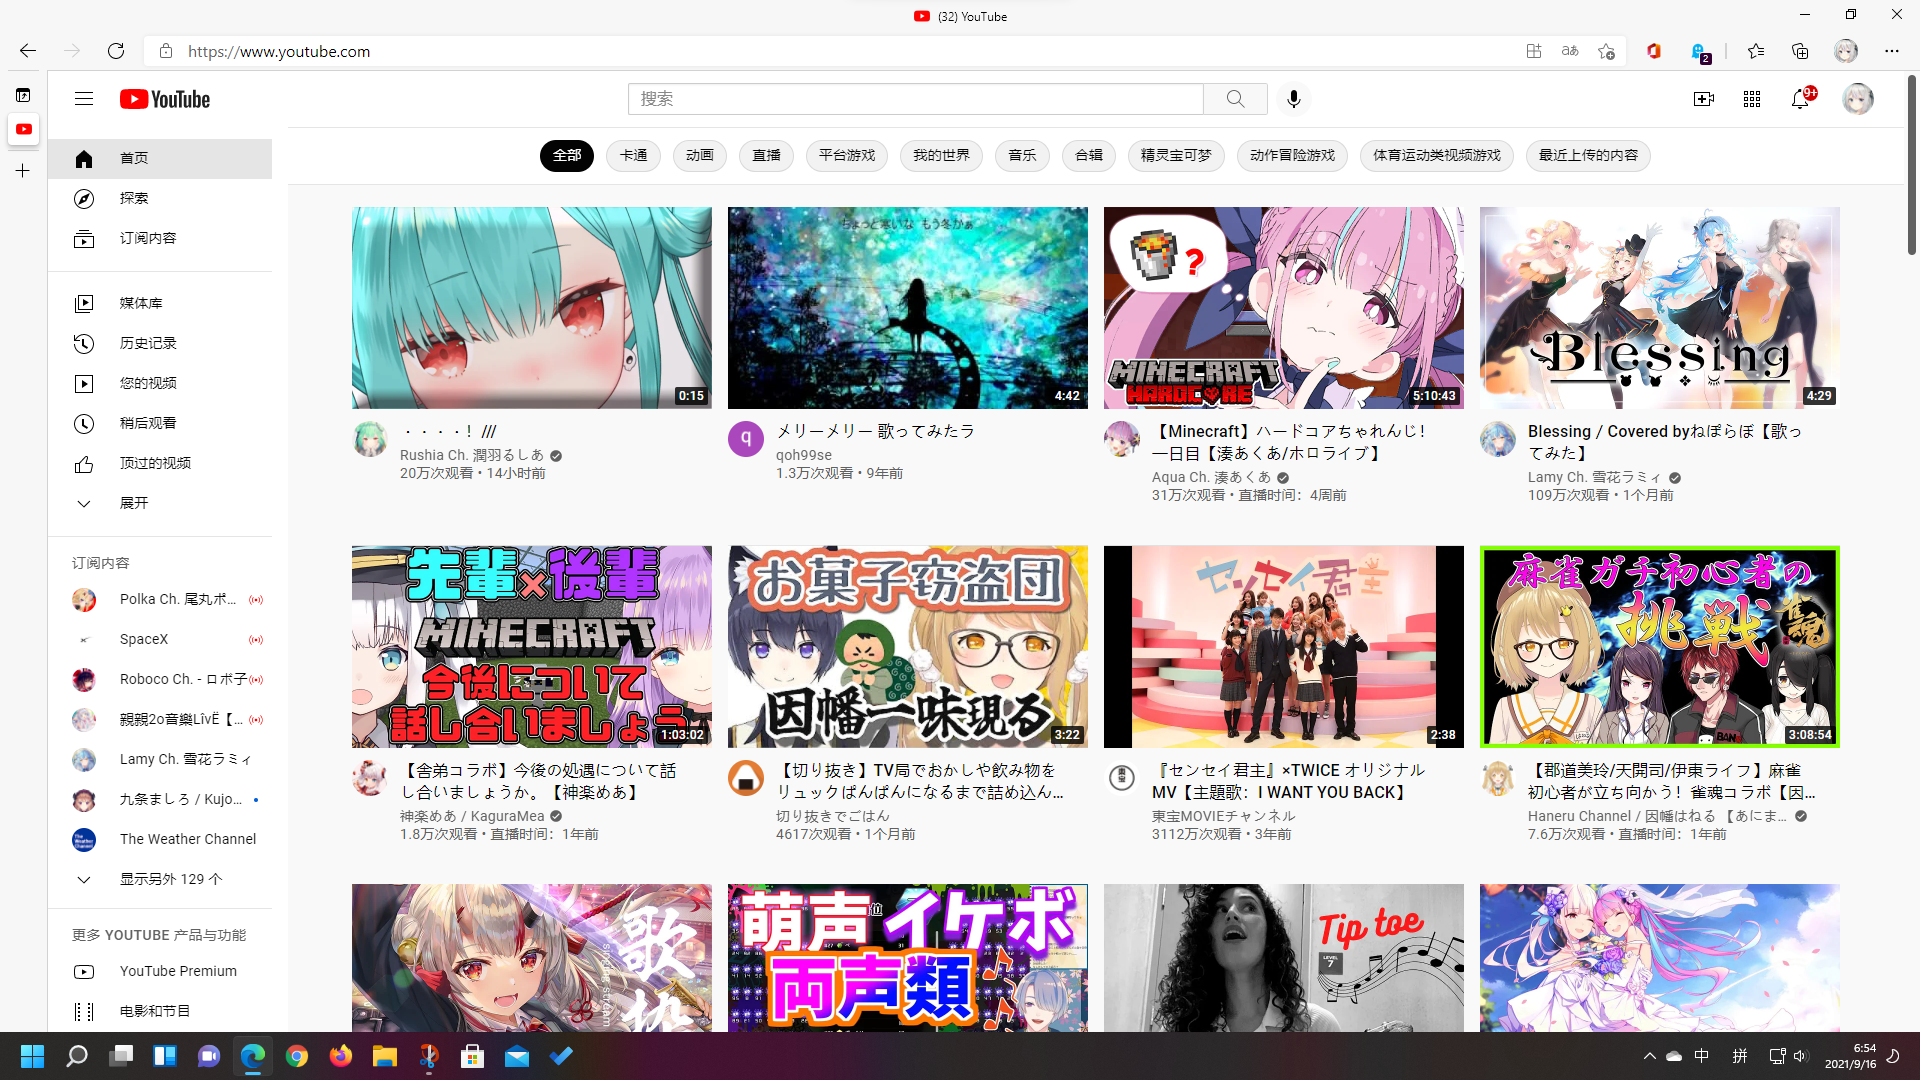 (32) YouTube
https://www.youtube.com
aあ
2
YouTube
搜索
9+
首页
探索
订阅内容
媒体库
历史记录
您的视频
稍后观看
顶过的视频
展开
订阅内容
Polka Ch. 尾丸ポ...
SpaceX
Roboco Ch. - ロボ子
親親2o音樂LîvË【...
Lamy Ch. 雪花ラミィ
九条ましろ / Kujo...
The Weather Channel
显示另外 129 个
更多 YOUTUBE 产品与功能
YouTube Premium
电影和节目
全部
卡通
动画
直播
平台游戏
我的世界
音乐
合辑
精灵宝可梦
动作冒险游戏
体育运动类视频游戏
最近上传的内容
0:15
・・・・！ ///
Rushia Ch. 潤羽るしあ
20万次观看 • 14小时前
ちょっと寒いな もう冬かぁ
4:42
q
メリーメリー 歌ってみたラ
qoh99se
1.3万次观看 • 9年前
?
MINECRAFT
HARDCORE
5:10:43
【Minecraft】ハードコアちゃれんじ！
一日目【湊あくあ/ホロライブ】
Aqua Ch. 湊あくあ
31万次观看 • 直播时间：4周前
Blessing
4:29
Blessing / Covered byねぽらぼ【歌っ
てみた】
Lamy Ch. 雪花ラミィ
109万次观看 • 1个月前
先輩×後輩
MINECRAFT
今後について
話し合いましょう
1:03:02
【舎弟コラボ】今後の処遇について話
し合いましょうか。【神楽めあ】
神楽めあ / KaguraMea
1.8万次观看 • 直播时间：1年前
お菓子窃盗団
因幡一味現る
3:22
【切り抜き】TV局でおかしや飲み物を
リュックぱんぱんになるまで詰め込ん...
切り抜きでごはん
4617次观看 • 1个月前
センセイ君主
2:38
『センセイ君主』×TWICE オリジナル
MV【主題歌：I WANT YOU BACK】
東宝MOVIEチャンネル
3112万次观看 • 3年前
麻雀ガチ初心者の
挑戦
雀魂
BAN
3:08:54
【郡道美玲/天開司/伊東ライフ】麻雀
初心者が立ち向かう！雀魂コラボ【因...
Haneru Channel / 因幡はねる 【あにま...
7.6万次观看 • 直播时间：1年前
歌枠
singing stream
萌声イケボ
両声類
Tip toe
LEVEL
7
中
拼
6:54
2021/9/16